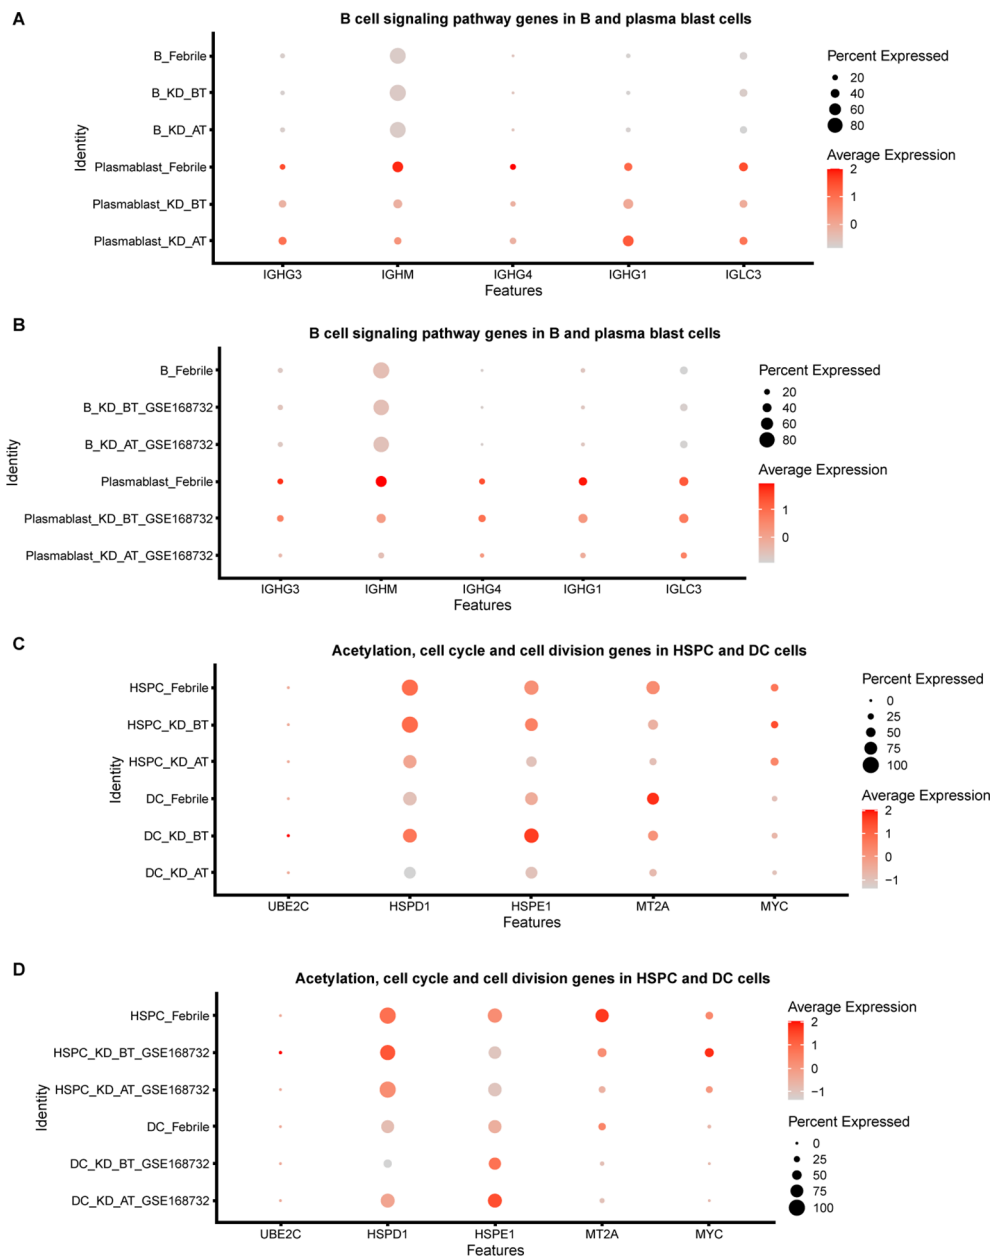 A
B cell signaling pathway genes in B and plasma blast cells
B_Febrile
B_KD_BT
B_KD_AT
Plasmablast_Febrile
Plasmablast_KD_BT
Plasmablast_KD_AT
Identity
IGHG3 IGHM IGHG4 IGHG1 IGLC3
Features
Percent Expressed
20
40
60
80
Average Expression
2
1
0
B
B cell signaling pathway genes in B and plasma blast cells
B_Febrile
B_KD_BT_GSE168732
B_KD_AT_GSE168732
Plasmablast_Febrile
Plasmablast_KD_BT_GSE168732
Plasmablast_KD_AT_GSE168732
Identity
IGHG3 IGHM IGHG4 IGHG1 IGLC3
Features
Percent Expressed
20
40
60
80
Average Expression
1
0
C
Acetylation, cell cycle and cell division genes in HSPC and DC cells
HSPC_Febrile
HSPC_KD_BT
HSPC_KD_AT
DC_Febrile
DC_KD_BT
DC_KD_AT
Identity
UBE2C HSPD1 HSPE1 MT2A MYC
Features
Percent Expressed
0
25
50
75
100
Average Expression
2
1
0
−1
D
Acetylation, cell cycle and cell division genes in HSPC and DC cells
HSPC_Febrile
HSPC_KD_BT_GSE168732
HSPC_KD_AT_GSE168732
DC_Febrile
DC_KD_BT_GSE168732
DC_KD_AT_GSE168732
Identity
UBE2C HSPD1 HSPE1 MT2A MYC
Features
Average Expression
2
1
0
−1
Percent Expressed
0
25
50
75
100